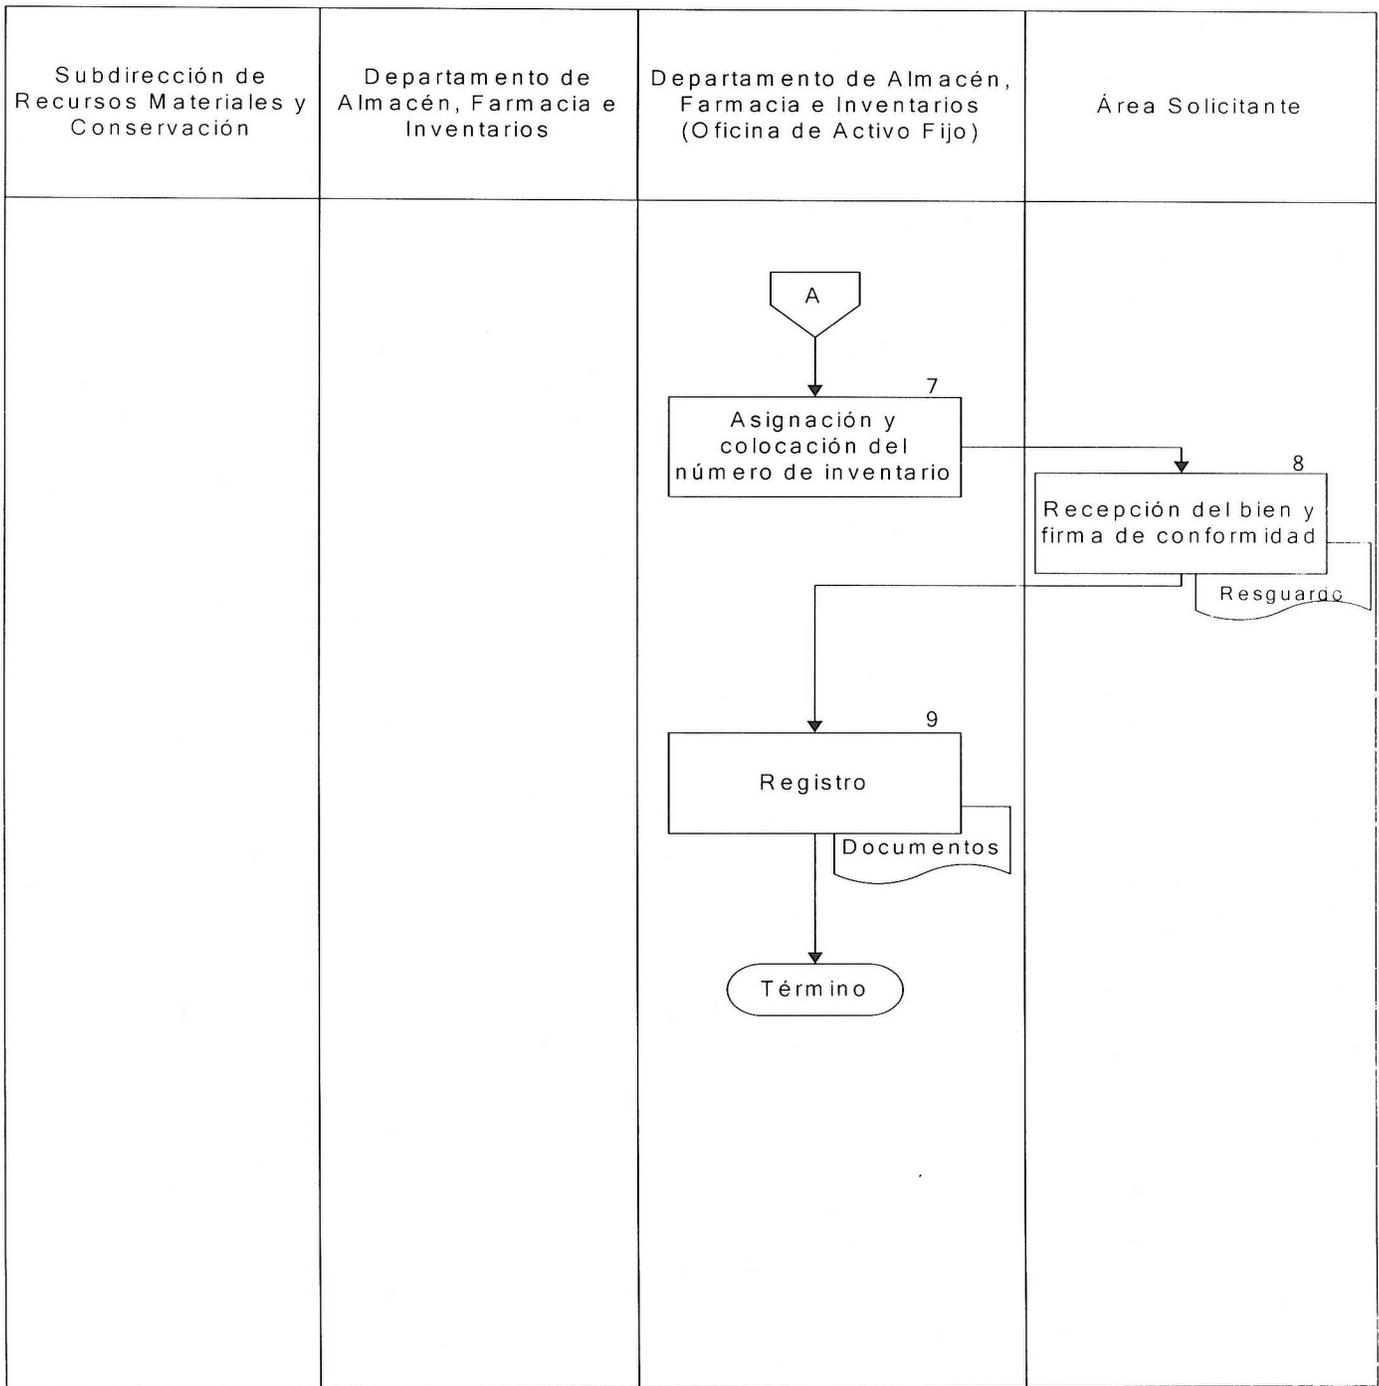 Subdirección de
Recursos Materiales y
Conservación
Departamento de
Almacén, Farmacia e
Inventarios
Departamento de Almacén,
Farmacia e Inventarios
(Oficina de Activo Fijo)
Área Solicitante
A
7
Asignación y
colocación del
número de inventario
8
Recepción del bien y
firma de conformidad
Resguardo
9
Registro
Documentos
Término